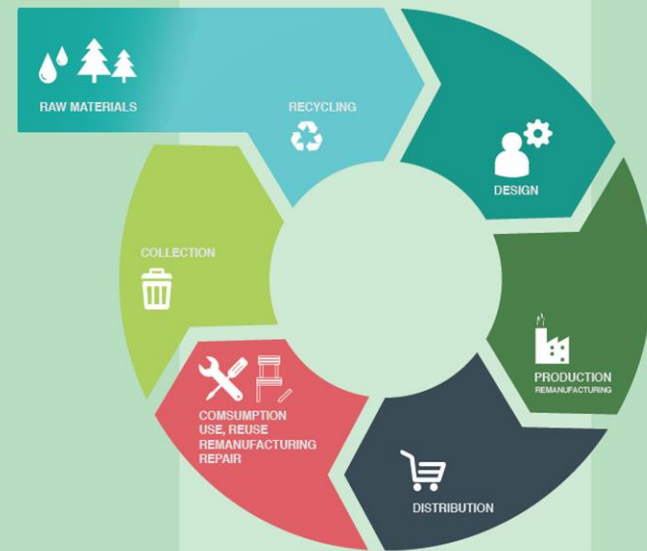 RAW MATERIALS
RECYCLING
DESIGN
PRODUCTION
REMANUFACTURING
DISTRIBUTION
COMSUMPTION
USE, REUSE
REMANUFACTURING
REPAIR
COLLECTION